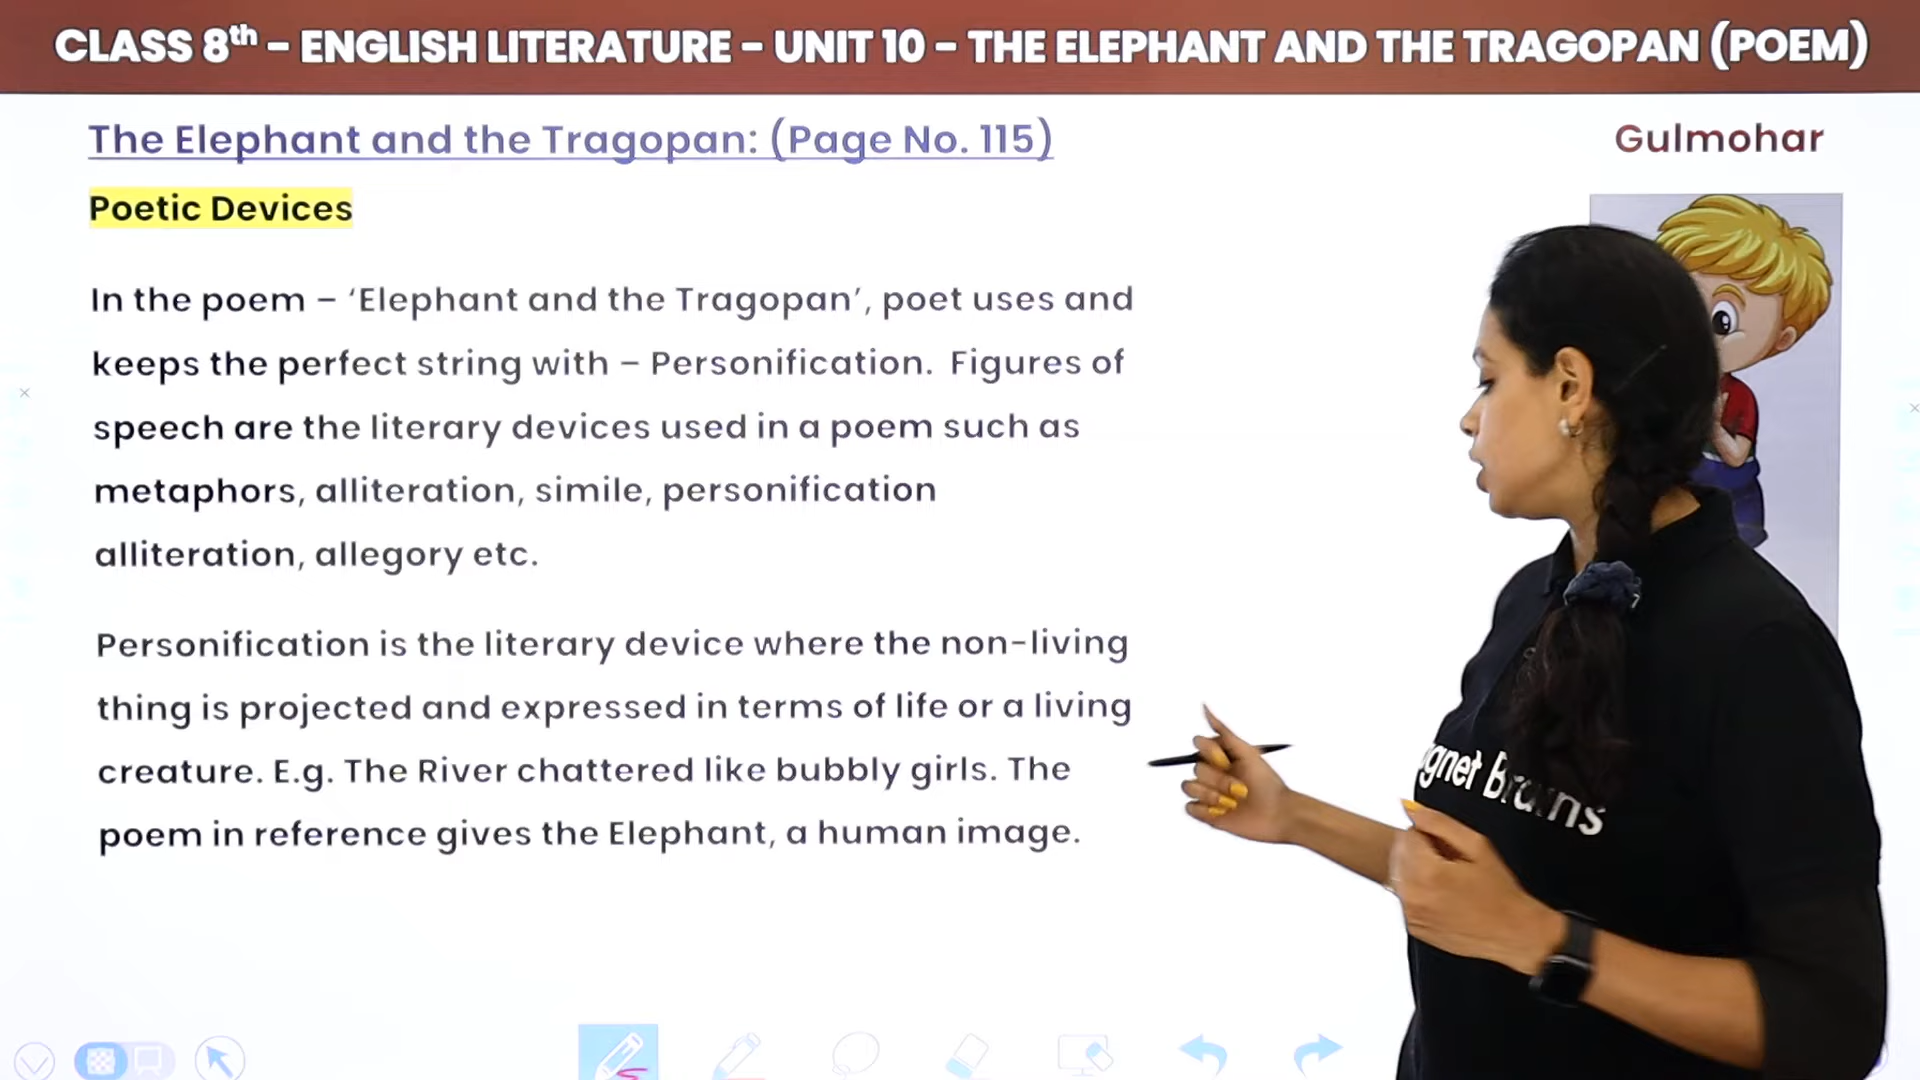 CLASS 8th - ENGLISH LITERATURE - UNIT 10 - THE ELEPHANT AND THE TRAGOPAN (POEM)
The Elephant and the Tragopan: (Page No. 115)
Gulmohar
Poetic Devices
In the poem – ‘Elephant and the Tragopan’, poet uses and
keeps the perfect string with – Personification. Figures of
speech are the literary devices used in a poem such as
metaphors, alliteration, simile, personification
alliteration, allegory etc.
Personification is the literary device where the non-living
thing is projected and expressed in terms of life or a living
creature. E.g. The River chattered like bubbly girls. The
poem in reference gives the Elephant, a human image.
gnet Brains